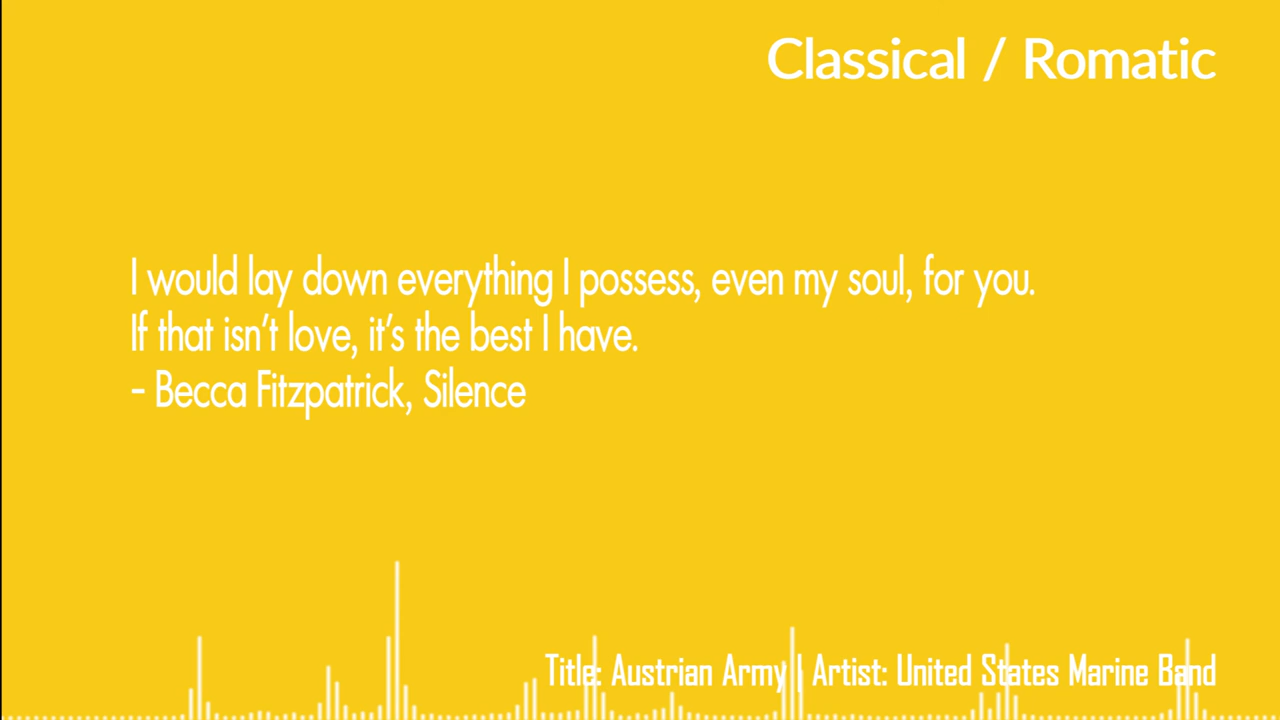 Classical / Romatic
I would lay down everything I possess, even my soul, for you.
If that isn't love, it's the best I have.
- Becca Fitzpatrick, Silence
Title: Austrian Army | Artist: United States Marine Band